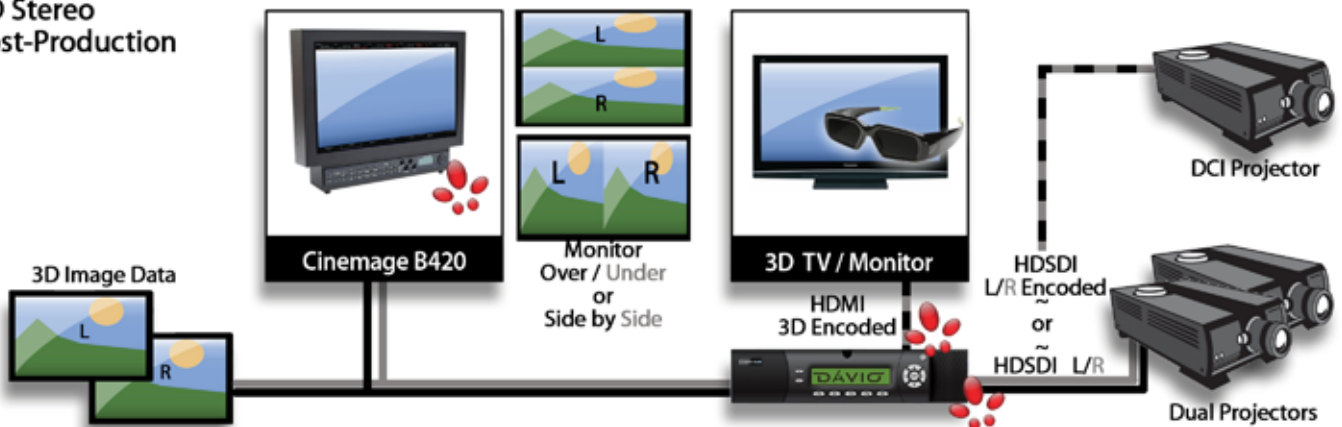 Stereo
st-Production
L
R
L R
Cinemage B420
Monitor
Over / Under
or
Side by Side
3D TV / Monitor
HDMI
3D Encoded
DÁVIO
3D Image Data
L
R
DCI Projector
HDSDI
L/R Encoded
~
or
~
HDSDI L/R
Dual Projectors